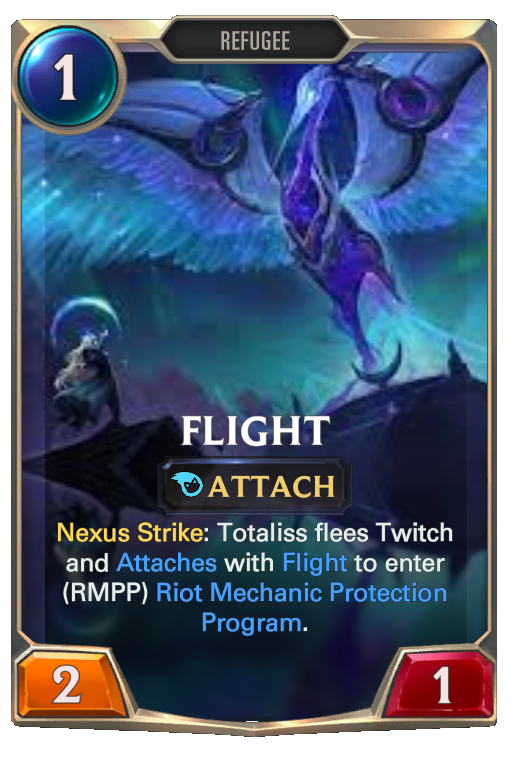 REFUGEE
1
FLIGHT
ATTACH
Nexus Strike: Totaliss flees Twitch
and Attaches with Flight to enter
(RMPP) Riot Mechanic Protection
Program.
2
1